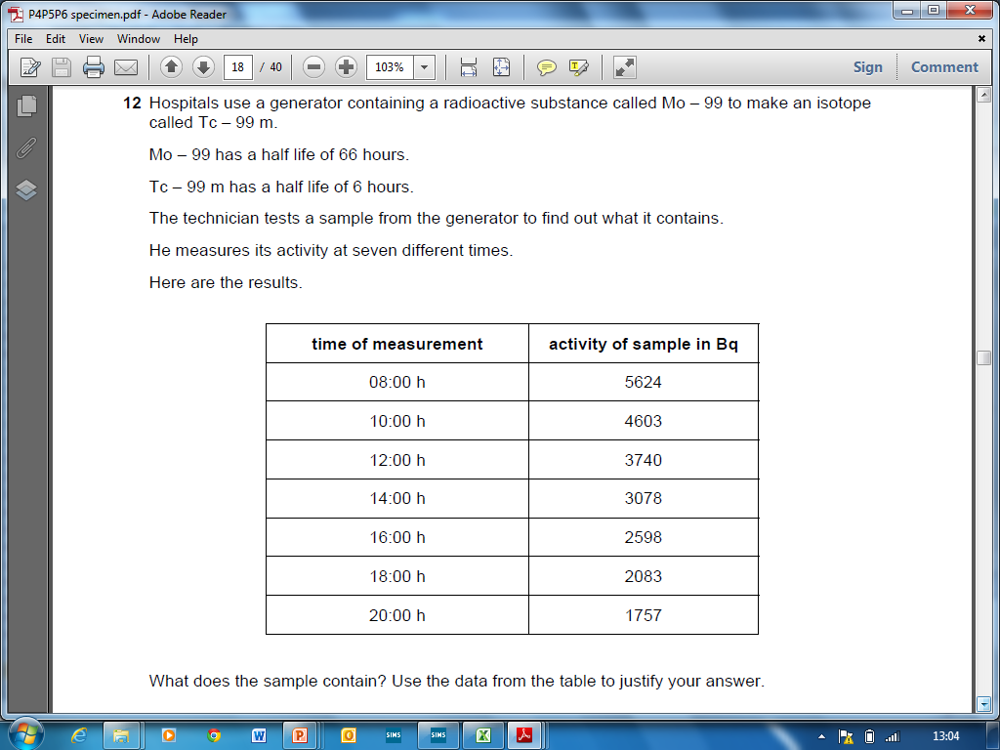 P4P5P6 specimen.pdf - Adobe Reader
File Edit View Window Help
18 / 40 103% Sign Comment
12 Hospitals use a generator containing a radioactive substance called Mo – 99 to make an isotope
called Tc – 99 m.
Mo – 99 has a half life of 66 hours.
Tc – 99 m has a half life of 6 hours.
The technician tests a sample from the generator to find out what it contains.
He measures its activity at seven different times.
Here are the results.
time of measurement activity of sample in Bq
08:00 h 5624
10:00 h 4603
12:00 h 3740
14:00 h 3078
16:00 h 2598
18:00 h 2083
20:00 h 1757
What does the sample contain? Use the data from the table to justify your answer.
SIMS SIMS 13:04